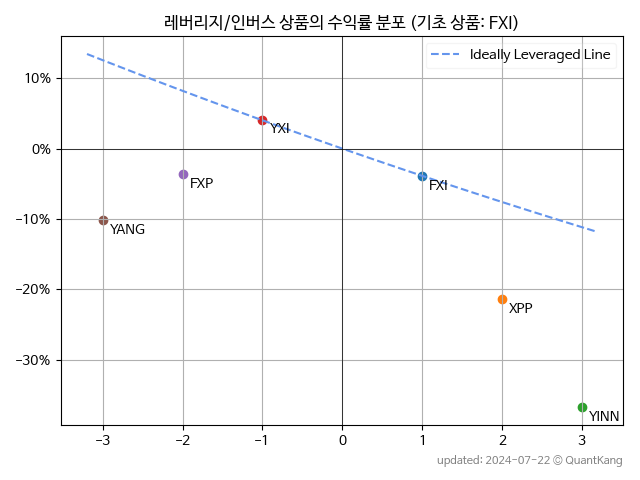 레버리지/인버스 상품의 수익률 분포 (기초 상품: FXI)
Ideally Leveraged Line
10%
0%
−10%
−20%
−30%
YXI
FXI
FXP
YANG
XPP
YINN
−3 −2 −1 0 1 2 3
updated: 2024-07-22 © QuantKang